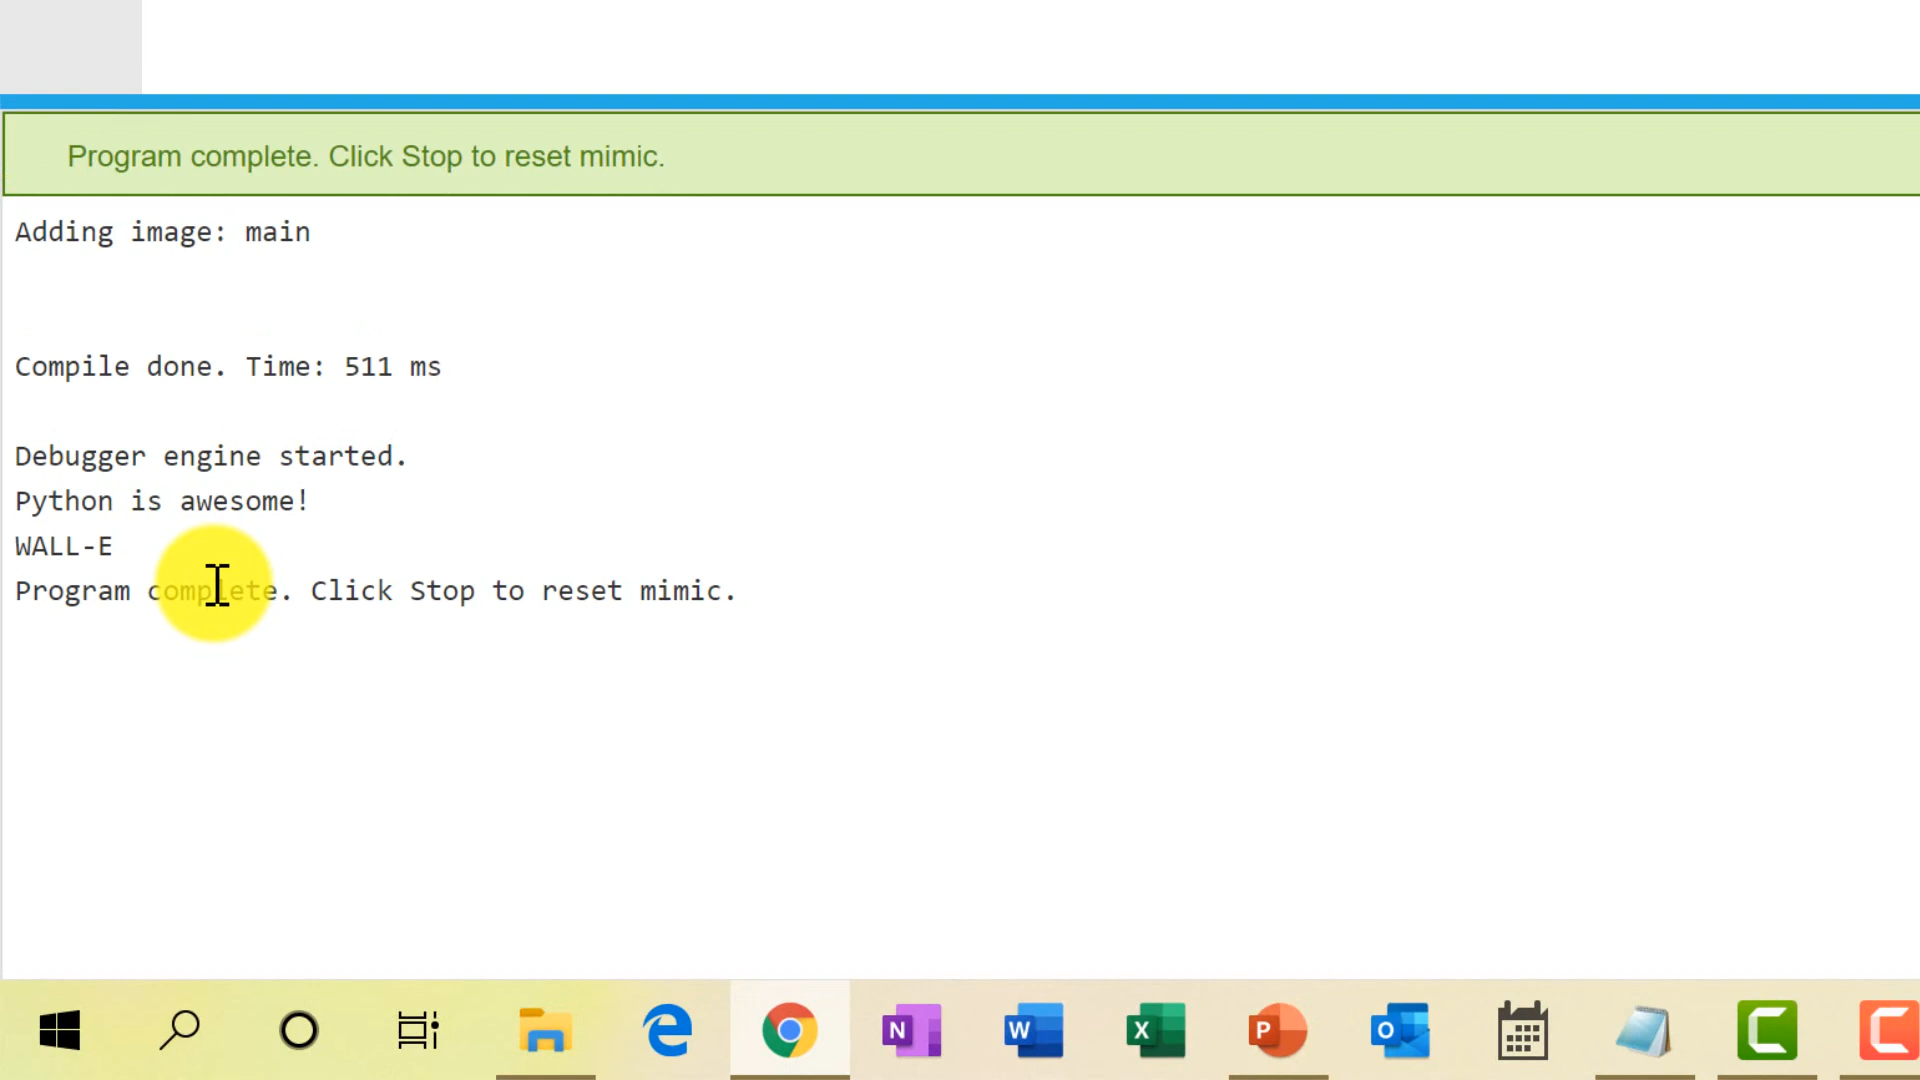 Program complete. Click Stop to reset mimic.
Adding image: main
Compile done. Time: 511 ms
Debugger engine started.
Python is awesome!
WALL-E
Program complete. Click Stop to reset mimic.
N
W
X
P
O
C
C